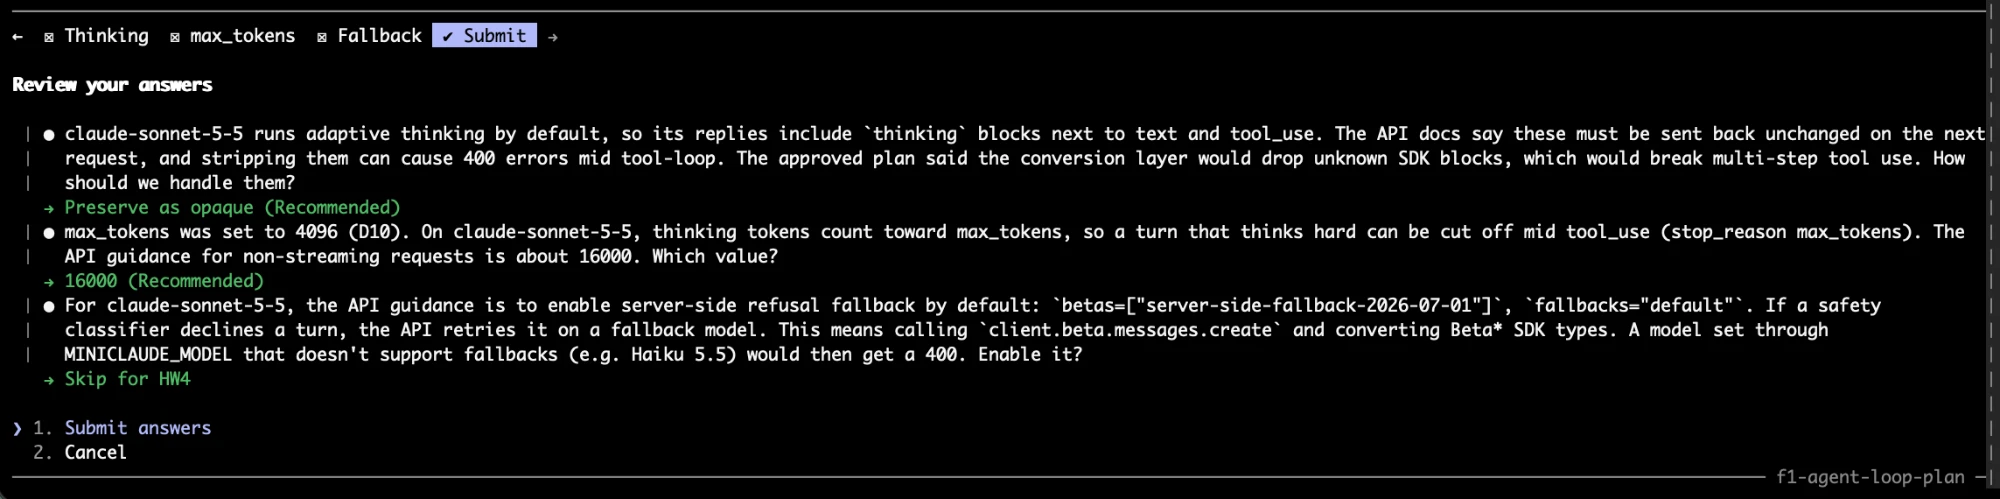 ← ☒ Thinking ☒ max_tokens ☒ Fallback ✔ Submit →
Review your answers
● claude-sonnet-5-5 runs adaptive thinking by default, so its replies include `thinking` blocks next to text and tool_use. The API docs say these must be sent back unchanged on the next
request, and stripping them can cause 400 errors mid tool-loop. The approved plan said the conversion layer would drop unknown SDK blocks, which would break multi-step tool use. How
should we handle them?
→ Preserve as opaque (Recommended)
● max_tokens was set to 4096 (D10). On claude-sonnet-5-5, thinking tokens count toward max_tokens, so a turn that thinks hard can be cut off mid tool_use (stop_reason max_tokens). The
API guidance for non-streaming requests is about 16000. Which value?
→ 16000 (Recommended)
● For claude-sonnet-5-5, the API guidance is to enable server-side refusal fallback by default: `betas=["server-side-fallback-2026-07-01"]`, `fallbacks="default"`. If a safety
classifier declines a turn, the API retries it on a fallback model. This means calling `client.beta.messages.create` and converting Beta* SDK types. A model set through
MINICLAUDE_MODEL that doesn't support fallbacks (e.g. Haiku 5.5) would then get a 400. Enable it?
→ Skip for HW4
❯ 1. Submit answers
2. Cancel
f1-agent-loop-plan